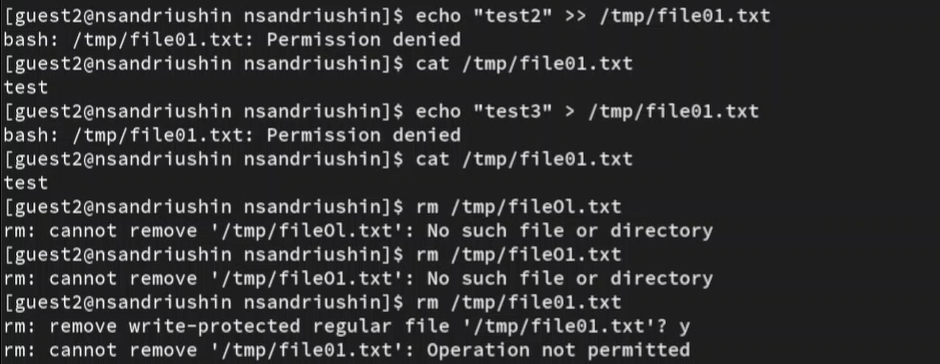 [guest2@nsandriushin nsandriushin]$ echo "test2" >> /tmp/file01.txt
bash: /tmp/file01.txt: Permission denied
[guest2@nsandriushin nsandriushin]$ cat /tmp/file01.txt
test
[guest2@nsandriushin nsandriushin]$ echo "test3" > /tmp/file01.txt
bash: /tmp/file01.txt: Permission denied
[guest2@nsandriushin nsandriushin]$ cat /tmp/file01.txt
test
[guest2@nsandriushin nsandriushin]$ rm /tmp/fileOl.txt
rm: cannot remove '/tmp/fileOl.txt': No such file or directory
[guest2@nsandriushin nsandriushin]$ rm /tmp/fileO1.txt
rm: cannot remove '/tmp/fileO1.txt': No such file or directory
[guest2@nsandriushin nsandriushin]$ rm /tmp/file01.txt
rm: remove write-protected regular file '/tmp/file01.txt'? y
rm: cannot remove '/tmp/file01.txt': Operation not permitted